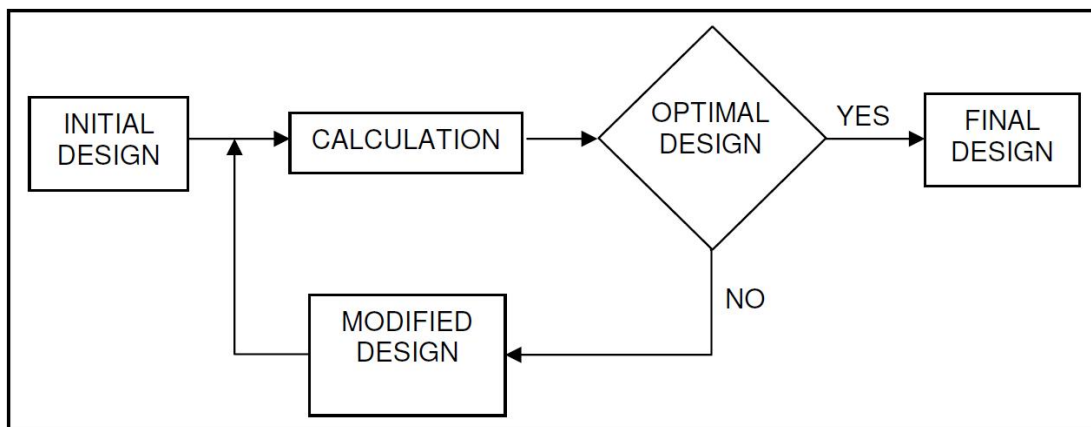 INITIAL
DESIGN
CALCULATION
OPTIMAL
DESIGN
YES
FINAL
DESIGN
NO
MODIFIED
DESIGN